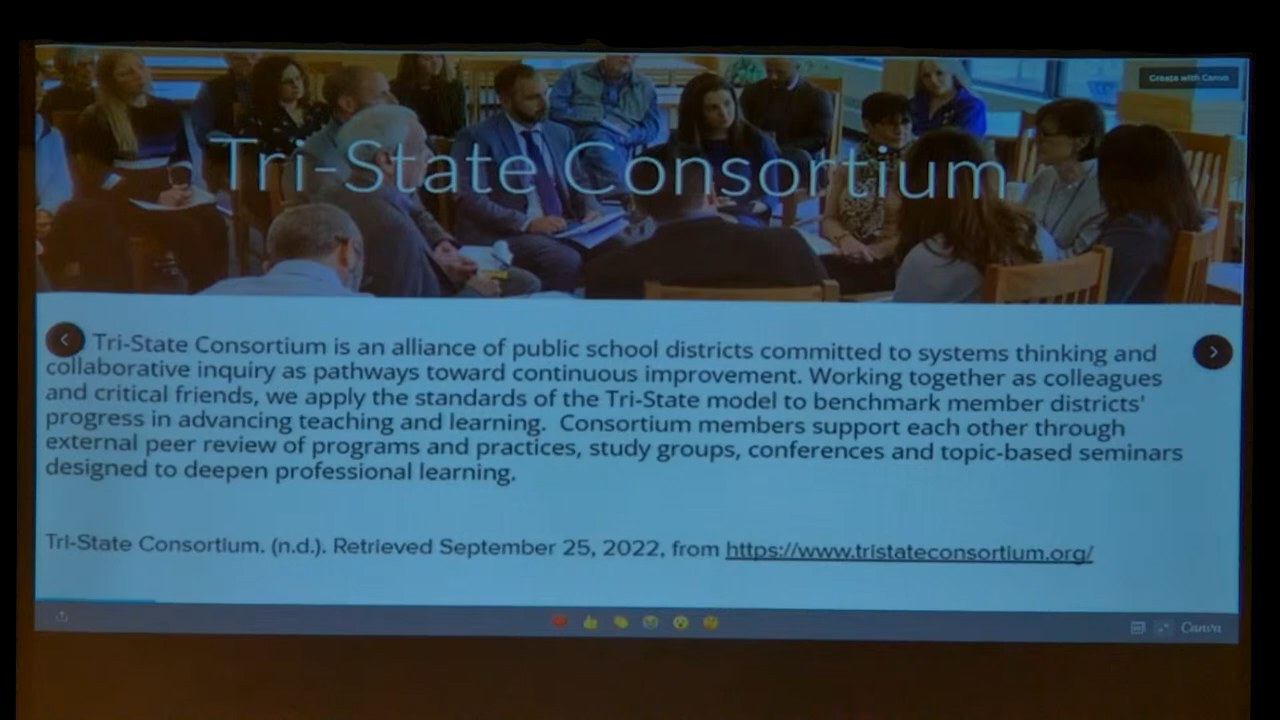 Create with Canva
Tri-State Consortium
Tri-State Consortium is an alliance of public school districts committed to systems thinking and
collaborative inquiry as pathways toward continuous improvement. Working together as colleagues
and critical friends, we apply the standards of the Tri-State model to benchmark member districts'
progress in advancing teaching and learning.  Consortium members support each other through
external peer review of programs and practices, study groups, conferences and topic-based seminars
designed to deepen professional learning.
Tri-State Consortium. (n.d.). Retrieved September 25, 2022, from https://www.tristateconsortium.org/
Canva